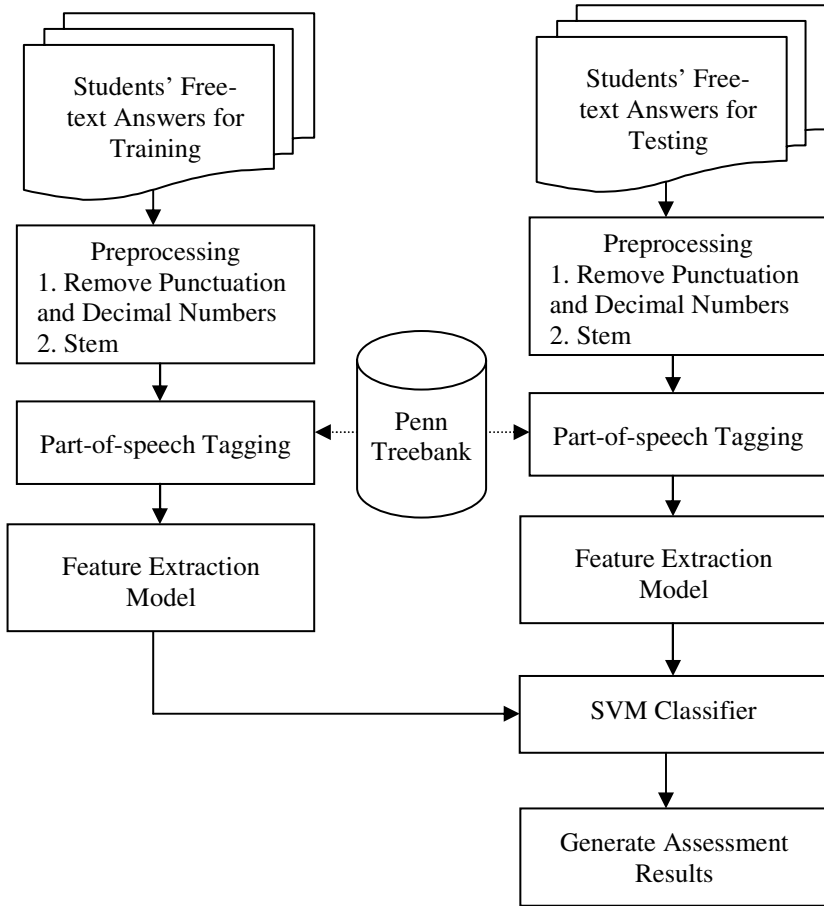 Students’ Free-
text Answers for
Training
Students’ Free-
text Answers for
Testing
Preprocessing
1. Remove Punctuation
and Decimal Numbers
2. Stem
Preprocessing
1. Remove Punctuation
and Decimal Numbers
2. Stem
Part-of-speech Tagging
Penn
Treebank
Part-of-speech Tagging
Feature Extraction
Model
Feature Extraction
Model
SVM Classifier
Generate Assessment
Results